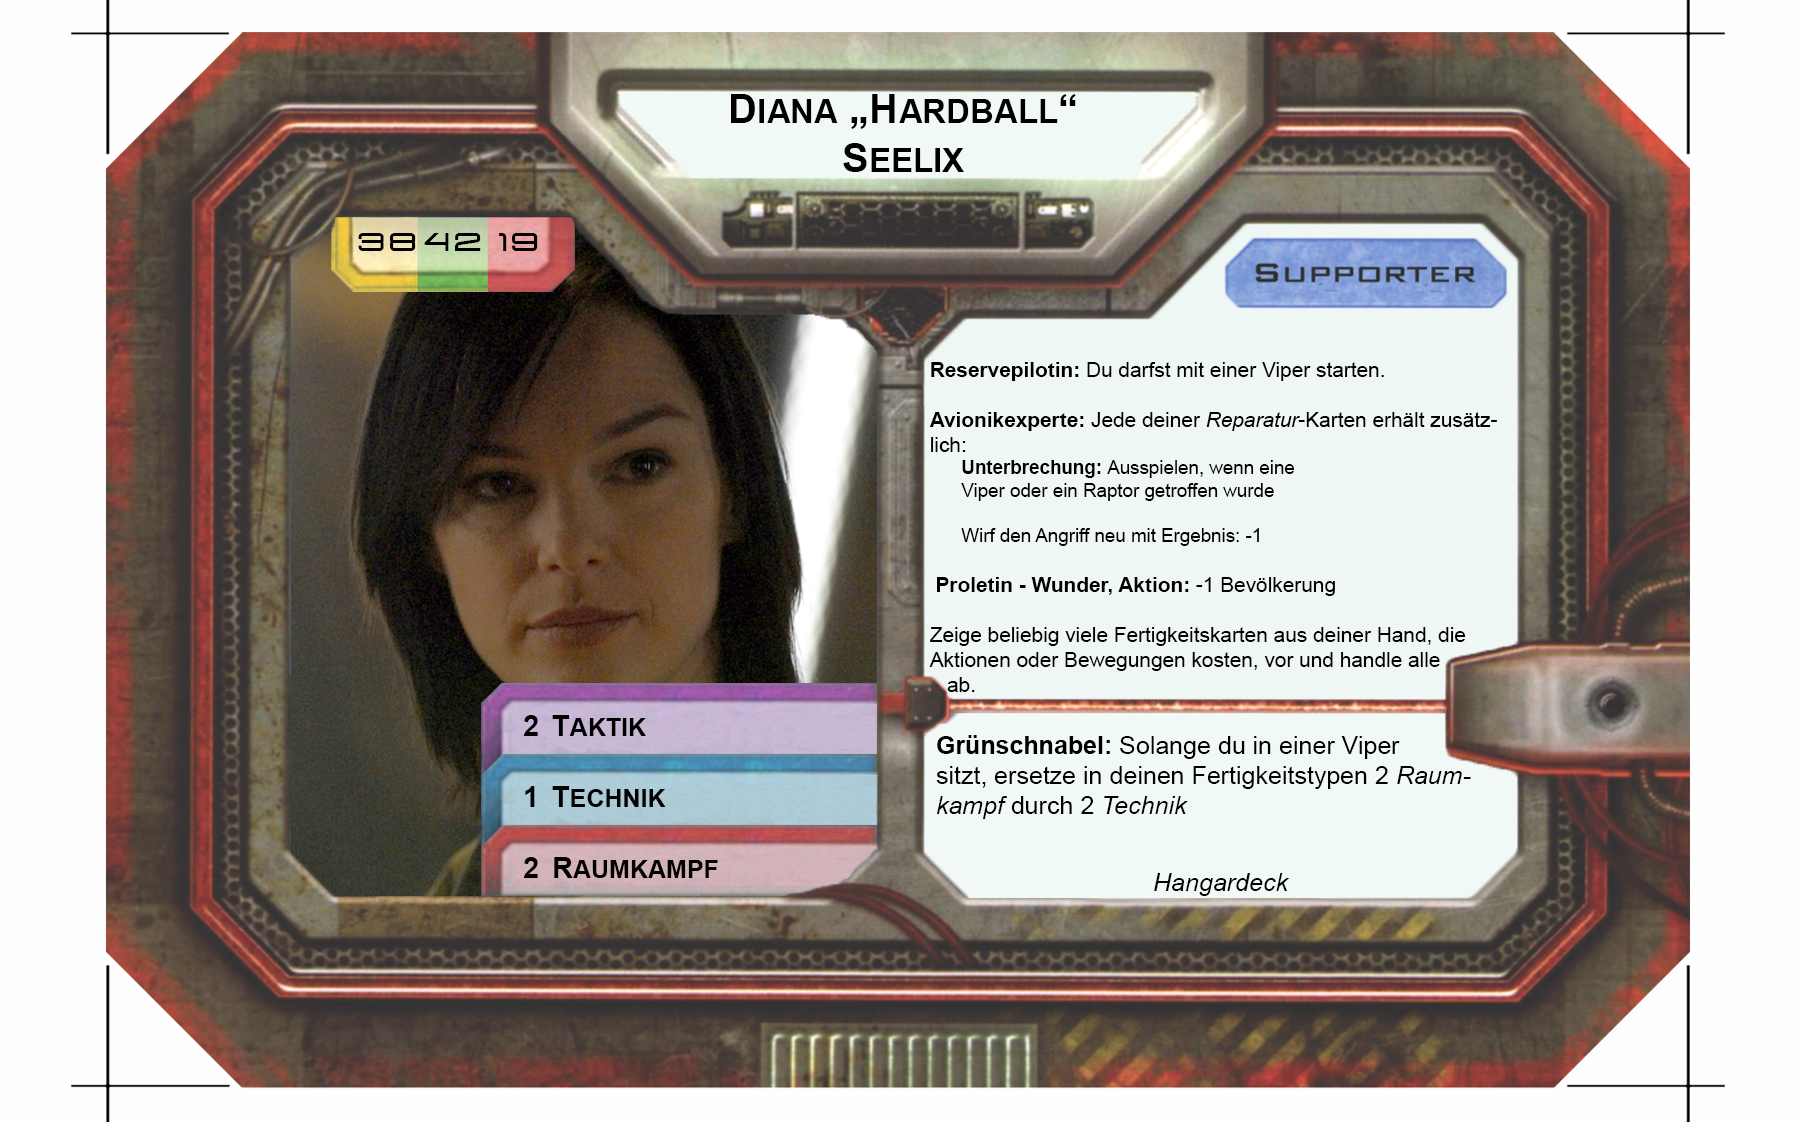 DIANA „HARDBALL“
SEELIX
38 42 19
SUPPORTER
Reservepilotin: Du darfst mit einer Viper starten.
Avionikexperte: Jede deiner Reparatur-Karten erhält zusätz-
lich:
Unterbrechung: Ausspielen, wenn eine
Viper oder ein Raptor getroffen wurde
Wirf den Angriff neu mit Ergebnis: -1
Proletin - Wunder, Aktion: -1 Bevölkerung
Zeige beliebig viele Fertigkeitskarten aus deiner Hand, die
Aktionen oder Bewegungen kosten, vor und handle alle
ab.
Grünschnabel: Solange du in einer Viper
sitzt, ersetze in deinen Fertigkeitstypen 2 Raum-
kampf durch 2 Technik
Hangardeck
2 TAKTIK
1 TECHNIK
2 RAUMKAMPF